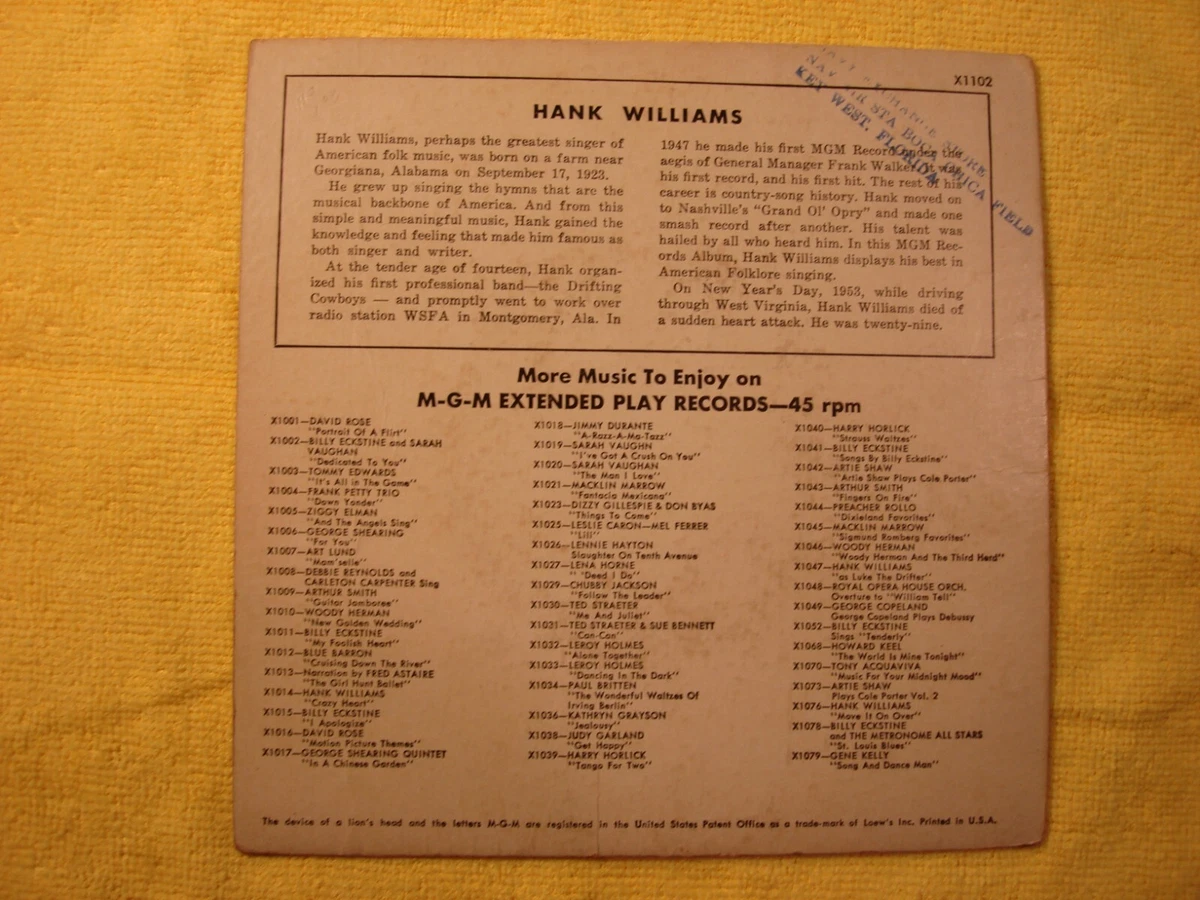 X1102
NAVY EXCHANGE STORE
NAV AIR STA BOCA CHICA FIELD
KEY WEST, FLORIDA
HANK WILLIAMS
Hank Williams, perhaps the greatest singer of
American folk music, was born on a farm near
Georgiana, Alabama on September 17, 1923.
He grew up singing the hymns that are the
musical backbone of America. And from this
simple and meaningful music, Hank gained the
knowledge and feeling that made him famous as
both singer and writer.
At the tender age of fourteen, Hank organ-
ized his first professional band—the Drifting
Cowboys — and promptly went to work over
radio station WSFA in Montgomery, Ala. In
1947 he made his first MGM Record under the
aegis of General Manager Frank Walker. It was
his first record, and his first hit. The rest of his
career is country-song history. Hank moved on
to Nashville's "Grand Ol' Opry" and made one
smash record after another. His talent was
hailed by all who heard him. In this MGM Rec-
ords Album, Hank Williams displays his best in
American Folklore singing.
On New Year's Day, 1953, while driving
through West Virginia, Hank Williams died of
a sudden heart attack. He was twenty-nine.
More Music To Enjoy on
M-G-M EXTENDED PLAY RECORDS—45 rpm
X1001—DAVID ROSE
"Portrait Of A Flirt"
X1002—BILLY ECKSTINE and SARAH
VAUGHAN
"Dedicated To You"
X1003—TOMMY EDWARDS
"It's All in The Game"
X1004—FRANK PETTY TRIO
"Down Yonder"
X1005—ZIGGY ELMAN
"And The Angels Sing"
X1006—GEORGE SHEARING
"For You"
X1007—ART LUND
"Mam'selle"
X1008—DEBBIE REYNOLDS and
CARLETON CARPENTER Sing
X1009—ARTHUR SMITH
"Guitar Jamboree"
X1010—WOODY HERMAN
"New Golden Wedding"
X1011—BILLY ECKSTINE
"My Foolish Heart"
X1012—BLUE BARRON
"Cruising Down The River"
X1013—Narration by FRED ASTAIRE
"The Girl Hunt Ballet"
X1014—HANK WILLIAMS
"Crazy Heart"
X1015—BILLY ECKSTINE
"I Apologize"
X1016—DAVID ROSE
"Motion Picture Themes"
X1017—GEORGE SHEARING QUINTET
"In A Chinese Garden"
X1018—JIMMY DURANTE
"A-Razz-A-Ma-Tazz"
X1019—SARAH VAUGHN
"I've Got A Crush On You"
X1020—SARAH VAUGHAN
"The Man I Love"
X1021—MACKLIN MARROW
"Fantacia Mexicana"
X1023—DIZZY GILLESPIE & DON BYAS
"Things To Come"
X1025—LESLIE CARON—MEL FERRER
"Lili"
X1026—LENNIE HAYTON
Slaughter On Tenth Avenue
X1027—LENA HORNE
"'Deed I Do"
X1029—CHUBBY JACKSON
"Follow The Leader"
X1030—TED STRAETER
"Me And Juliet"
X1031—TED STRAETER & SUE BENNETT
"Can-Can"
X1032—LEROY HOLMES
"Alone Together"
X1033—LEROY HOLMES
"Dancing In The Dark"
X1034—PAUL BRITTEN
"The Wonderful Waltzes Of
Irving Berlin"
X1036—KATHRYN GRAYSON
"Jealousy"
X1038—JUDY GARLAND
"Get Happy"
X1039—HARRY HORLICK
"Tango For Two"
X1040—HARRY HORLICK
"Strauss Waltzes"
X1041—BILLY ECKSTINE
"Songs By Billy Eckstine"
X1042—ARTIE SHAW
"Artie Shaw Plays Cole Porter"
X1043—ARTHUR SMITH
"Fingers On Fire"
X1044—PREACHER ROLLO
"Dixieland Favorites"
X1045—MACKLIN MARROW
"Sigmund Romberg Favorites"
X1046—WOODY HERMAN
"Woody Herman And The Third Herd"
X1047—HANK WILLIAMS
"as Luke The Drifter"
X1048—ROYAL OPERA HOUSE ORCH.
Overture to "William Tell"
X1049—GEORGE COPELAND
George Copeland Plays Debussy
X1052—BILLY ECKSTINE
Sings "Tenderly"
X1068—HOWARD KEEL
"The World Is Mine Tonight"
X1070—TONY ACQUAVIVA
"Music For Your Midnight Mood"
X1073—ARTIE SHAW
Plays Cole Porter Vol. 2
X1076—HANK WILLIAMS
"Move It On Over"
X1078—BILLY ECKSTINE
and THE METRONOME ALL STARS
"St. Louis Blues"
X1079—GENE KELLY
"Song And Dance Man"
The device of a lion's head and the letters M-G-M are registered in the United States Patent Office as a trade-mark of Loew's Inc. Printed in U.S.A.